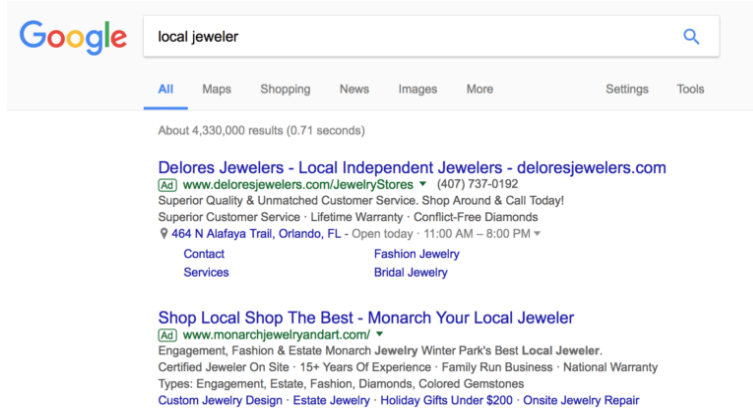 Google
local jeweler
All Maps Shopping News Images More Settings Tools
About 4,330,000 results (0.71 seconds)
Delores Jewelers - Local Independent Jewelers - deloresjewelers.com
Ad www.deloresjewelers.com/JewelryStores (407) 737-0192
Superior Quality & Unmatched Customer Service. Shop Around & Call Today!
Superior Customer Service · Lifetime Warranty · Conflict-Free Diamonds
464 N Alafaya Trail, Orlando, FL - Open today · 11:00 AM – 8:00 PM
Contact Fashion Jewelry
Services Bridal Jewelry
Shop Local Shop The Best - Monarch Your Local Jeweler
Ad www.monarchjewelryandart.com/
Engagement, Fashion & Estate Monarch Jewelry Winter Park's Best Local Jeweler.
Certified Jeweler On Site · 15+ Years Of Experience · Family Run Business · National Warranty
Types: Engagement, Estate, Fashion, Diamonds, Colored Gemstones
Custom Jewelry Design · Estate Jewelry · Holiday Gifts Under $200 · Onsite Jewelry Repair